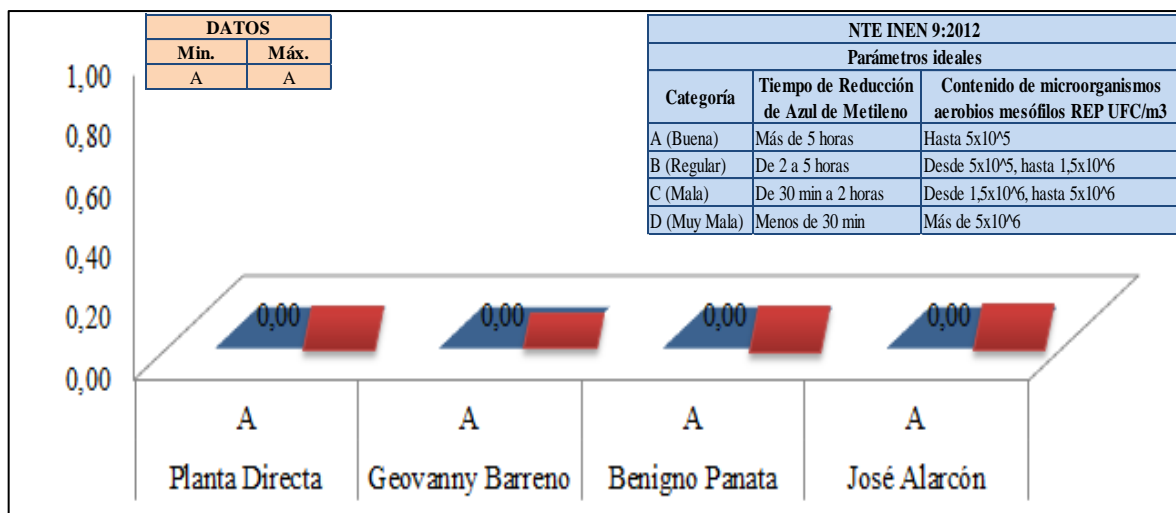 DATOS
Min. Máx.
A A
NTE INEN 9:2012
Parámetros ideales
Categoría Tiempo de Reducción de Azul de Metileno Contenido de microorganismos aerobios mesófilos REP UFC/m3
A (Buena) Más de 5 horas Hasta 5x10^5
B (Regular) De 2 a 5 horas Desde 5x10^5, hasta 1,5x10^6
C (Mala) De 30 min a 2 horas Desde 1,5x10^6, hasta 5x10^6
D (Muy Mala) Menos de 30 min Más de 5x10^6
1,00
0,80
0,60
0,40
0,20
0,00
0,00 0,00 0,00 0,00
A A A A
Planta Directa Geovanny Barreno Benigno Panata José Alarcón